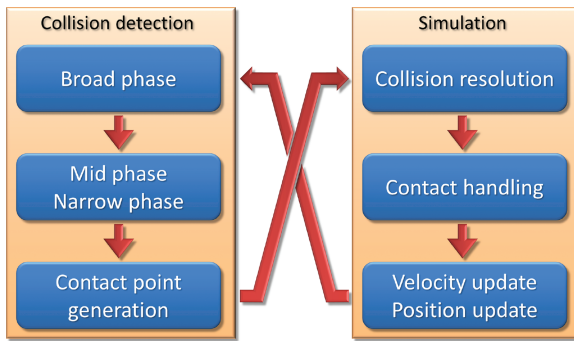 Collision detection
Broad phase
Mid phase
Narrow phase
Contact point
generation
Simulation
Collision resolution
Contact handling
Velocity update
Position update